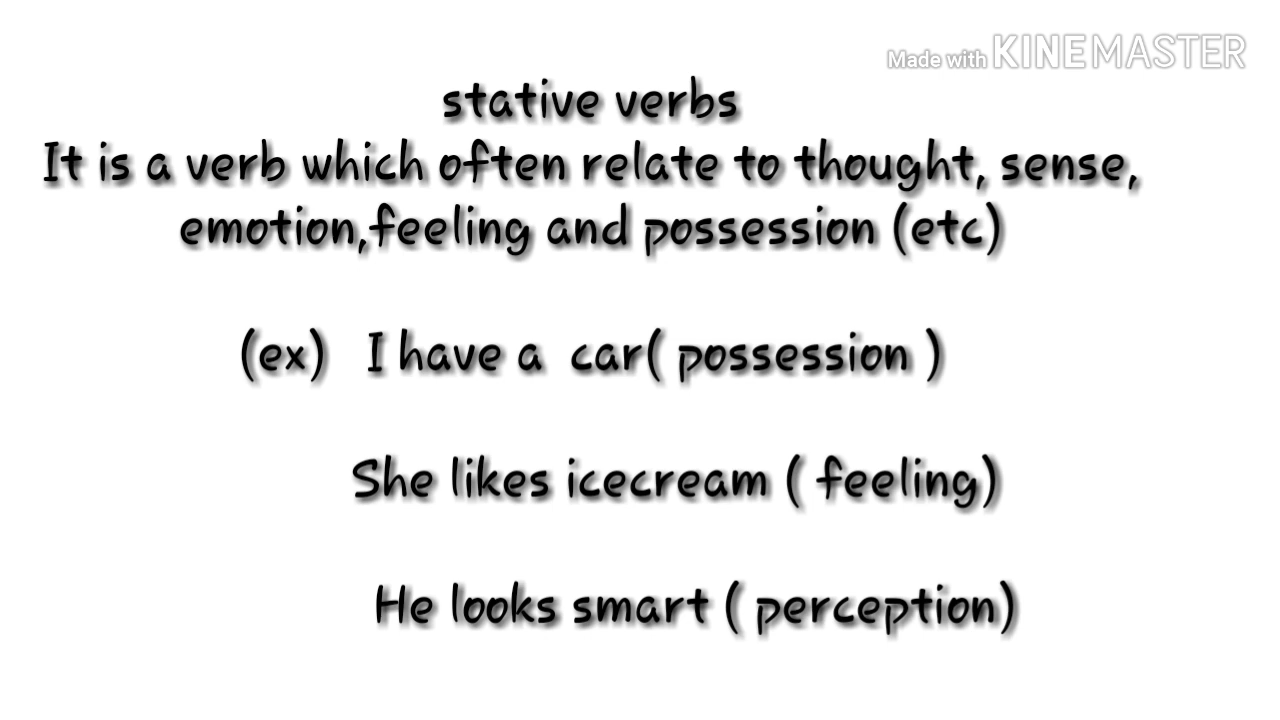 Made with KINEMASTER
stative verbs
It is a verb which often relate to thought, sense,
emotion,feeling and possession (etc)
(ex) I have a car( possession )
She likes icecream ( feeling)
He looks smart ( perception)